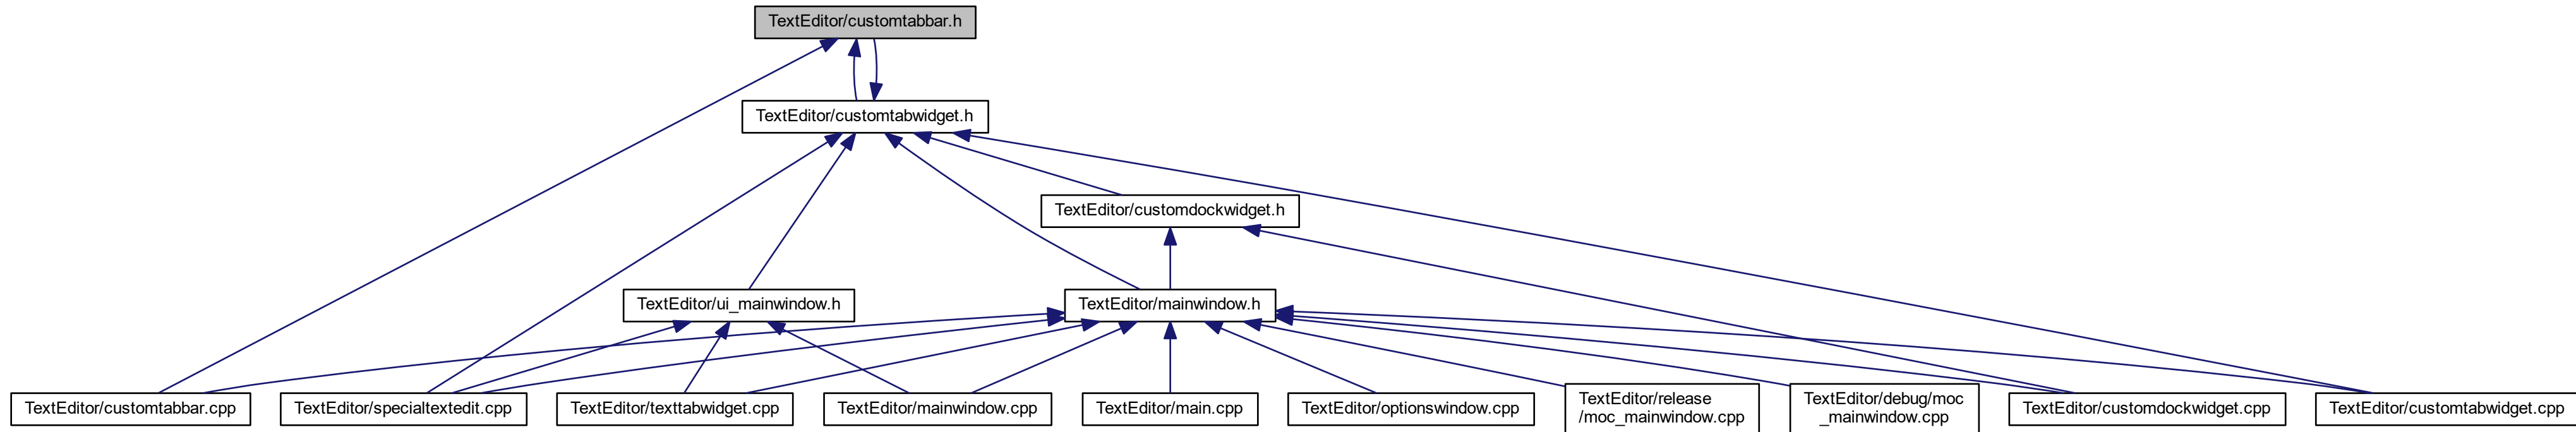 TextEditor/customtabbar.h
TextEditor/customtabwidget.h
TextEditor/customdockwidget.h
TextEditor/ui_mainwindow.h
TextEditor/mainwindow.h
TextEditor/customtabbar.cpp
TextEditor/specialtextedit.cpp
TextEditor/texttabwidget.cpp
TextEditor/mainwindow.cpp
TextEditor/main.cpp
TextEditor/optionswindow.cpp
TextEditor/release
/moc_mainwindow.cpp
TextEditor/debug/moc
_mainwindow.cpp
TextEditor/customdockwidget.cpp
TextEditor/customtabwidget.cpp